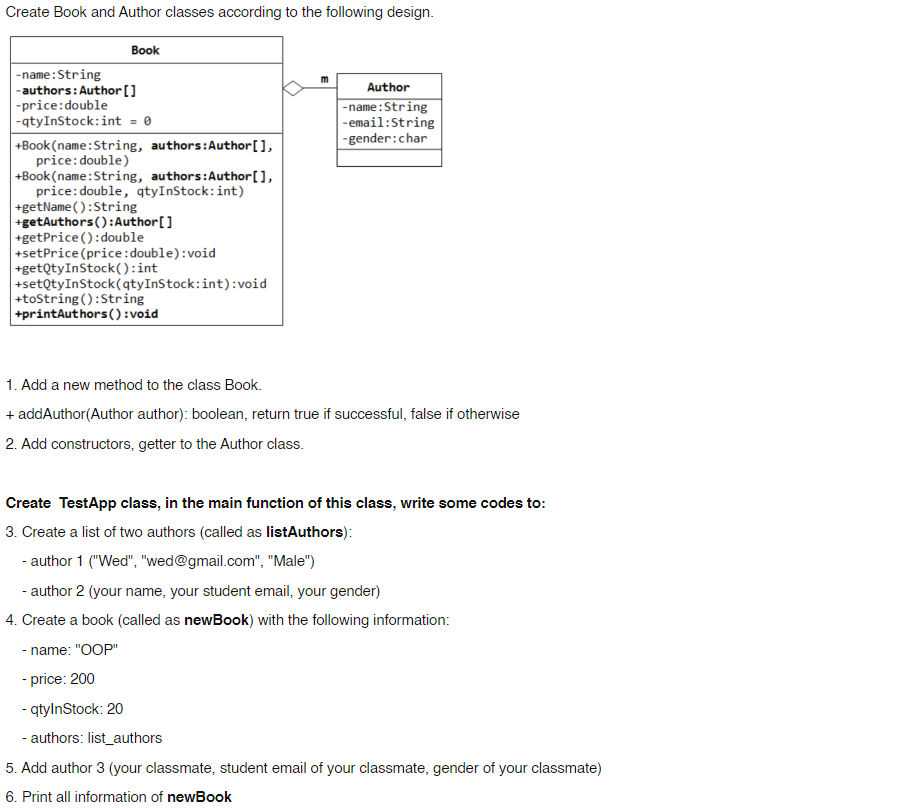 Create Book and Author classes according to the following design.
Book
-name:String
-authors:Author[]
-price:double
-qtyInStock:int = 0
+Book(name:String, authors:Author[],
price:double)
+Book(name:String, authors:Author[],
price:double, qtyInStock:int)
+getName():String
+getAuthors():Author[]
+getPrice():double
+setPrice(price:double):void
+getQtyInStock():int
+setQtyInStock(qtyInStock:int):void
+toString():String
+printAuthors():void
m
Author
-name:String
-email:String
-gender:char
1. Add a new method to the class Book.
+ addAuthor(Author author): boolean, return true if successful, false if otherwise
2. Add constructors, getter to the Author class.
Create TestApp class, in the main function of this class, write some codes to:
3. Create a list of two authors (called as listAuthors):
- author 1 ("Wed", "wed@gmail.com", "Male")
- author 2 (your name, your student email, your gender)
4. Create a book (called as newBook) with the following information:
- name: "OOP"
- price: 200
- qtyInStock: 20
- authors: list_authors
5. Add author 3 (your classmate, student email of your classmate, gender of your classmate)
6. Print all information of newBook